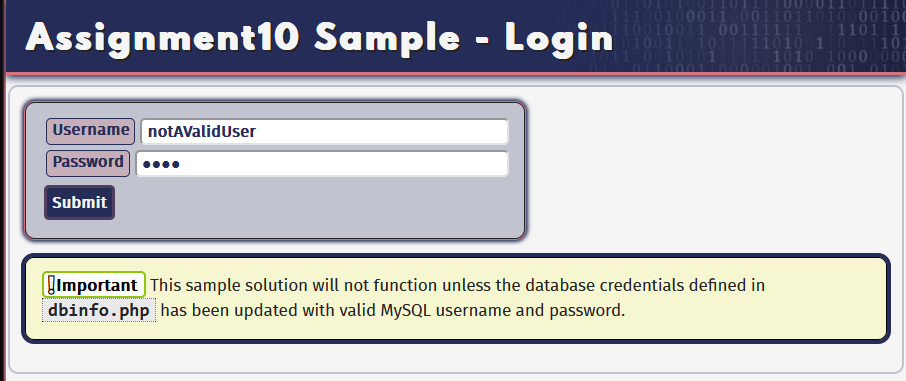 Assignment10 Sample - Login
Username notAValidUser
Password ••••
Submit
Important This sample solution will not function unless the database credentials defined in
dbinfo.php has been updated with valid MySQL username and password.